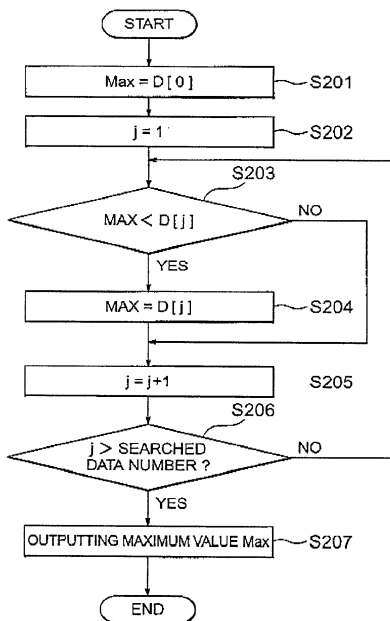 START
Max = D [ 0 ]
S201
j = 1
S202
S203
MAX < D [ j ]
NO
YES
MAX = D [ j ]
S204
j = j+1
S205
S206
j > SEARCHED
DATA NUMBER ?
NO
YES
OUTPUTTING MAXIMUM VALUE Max
S207
END